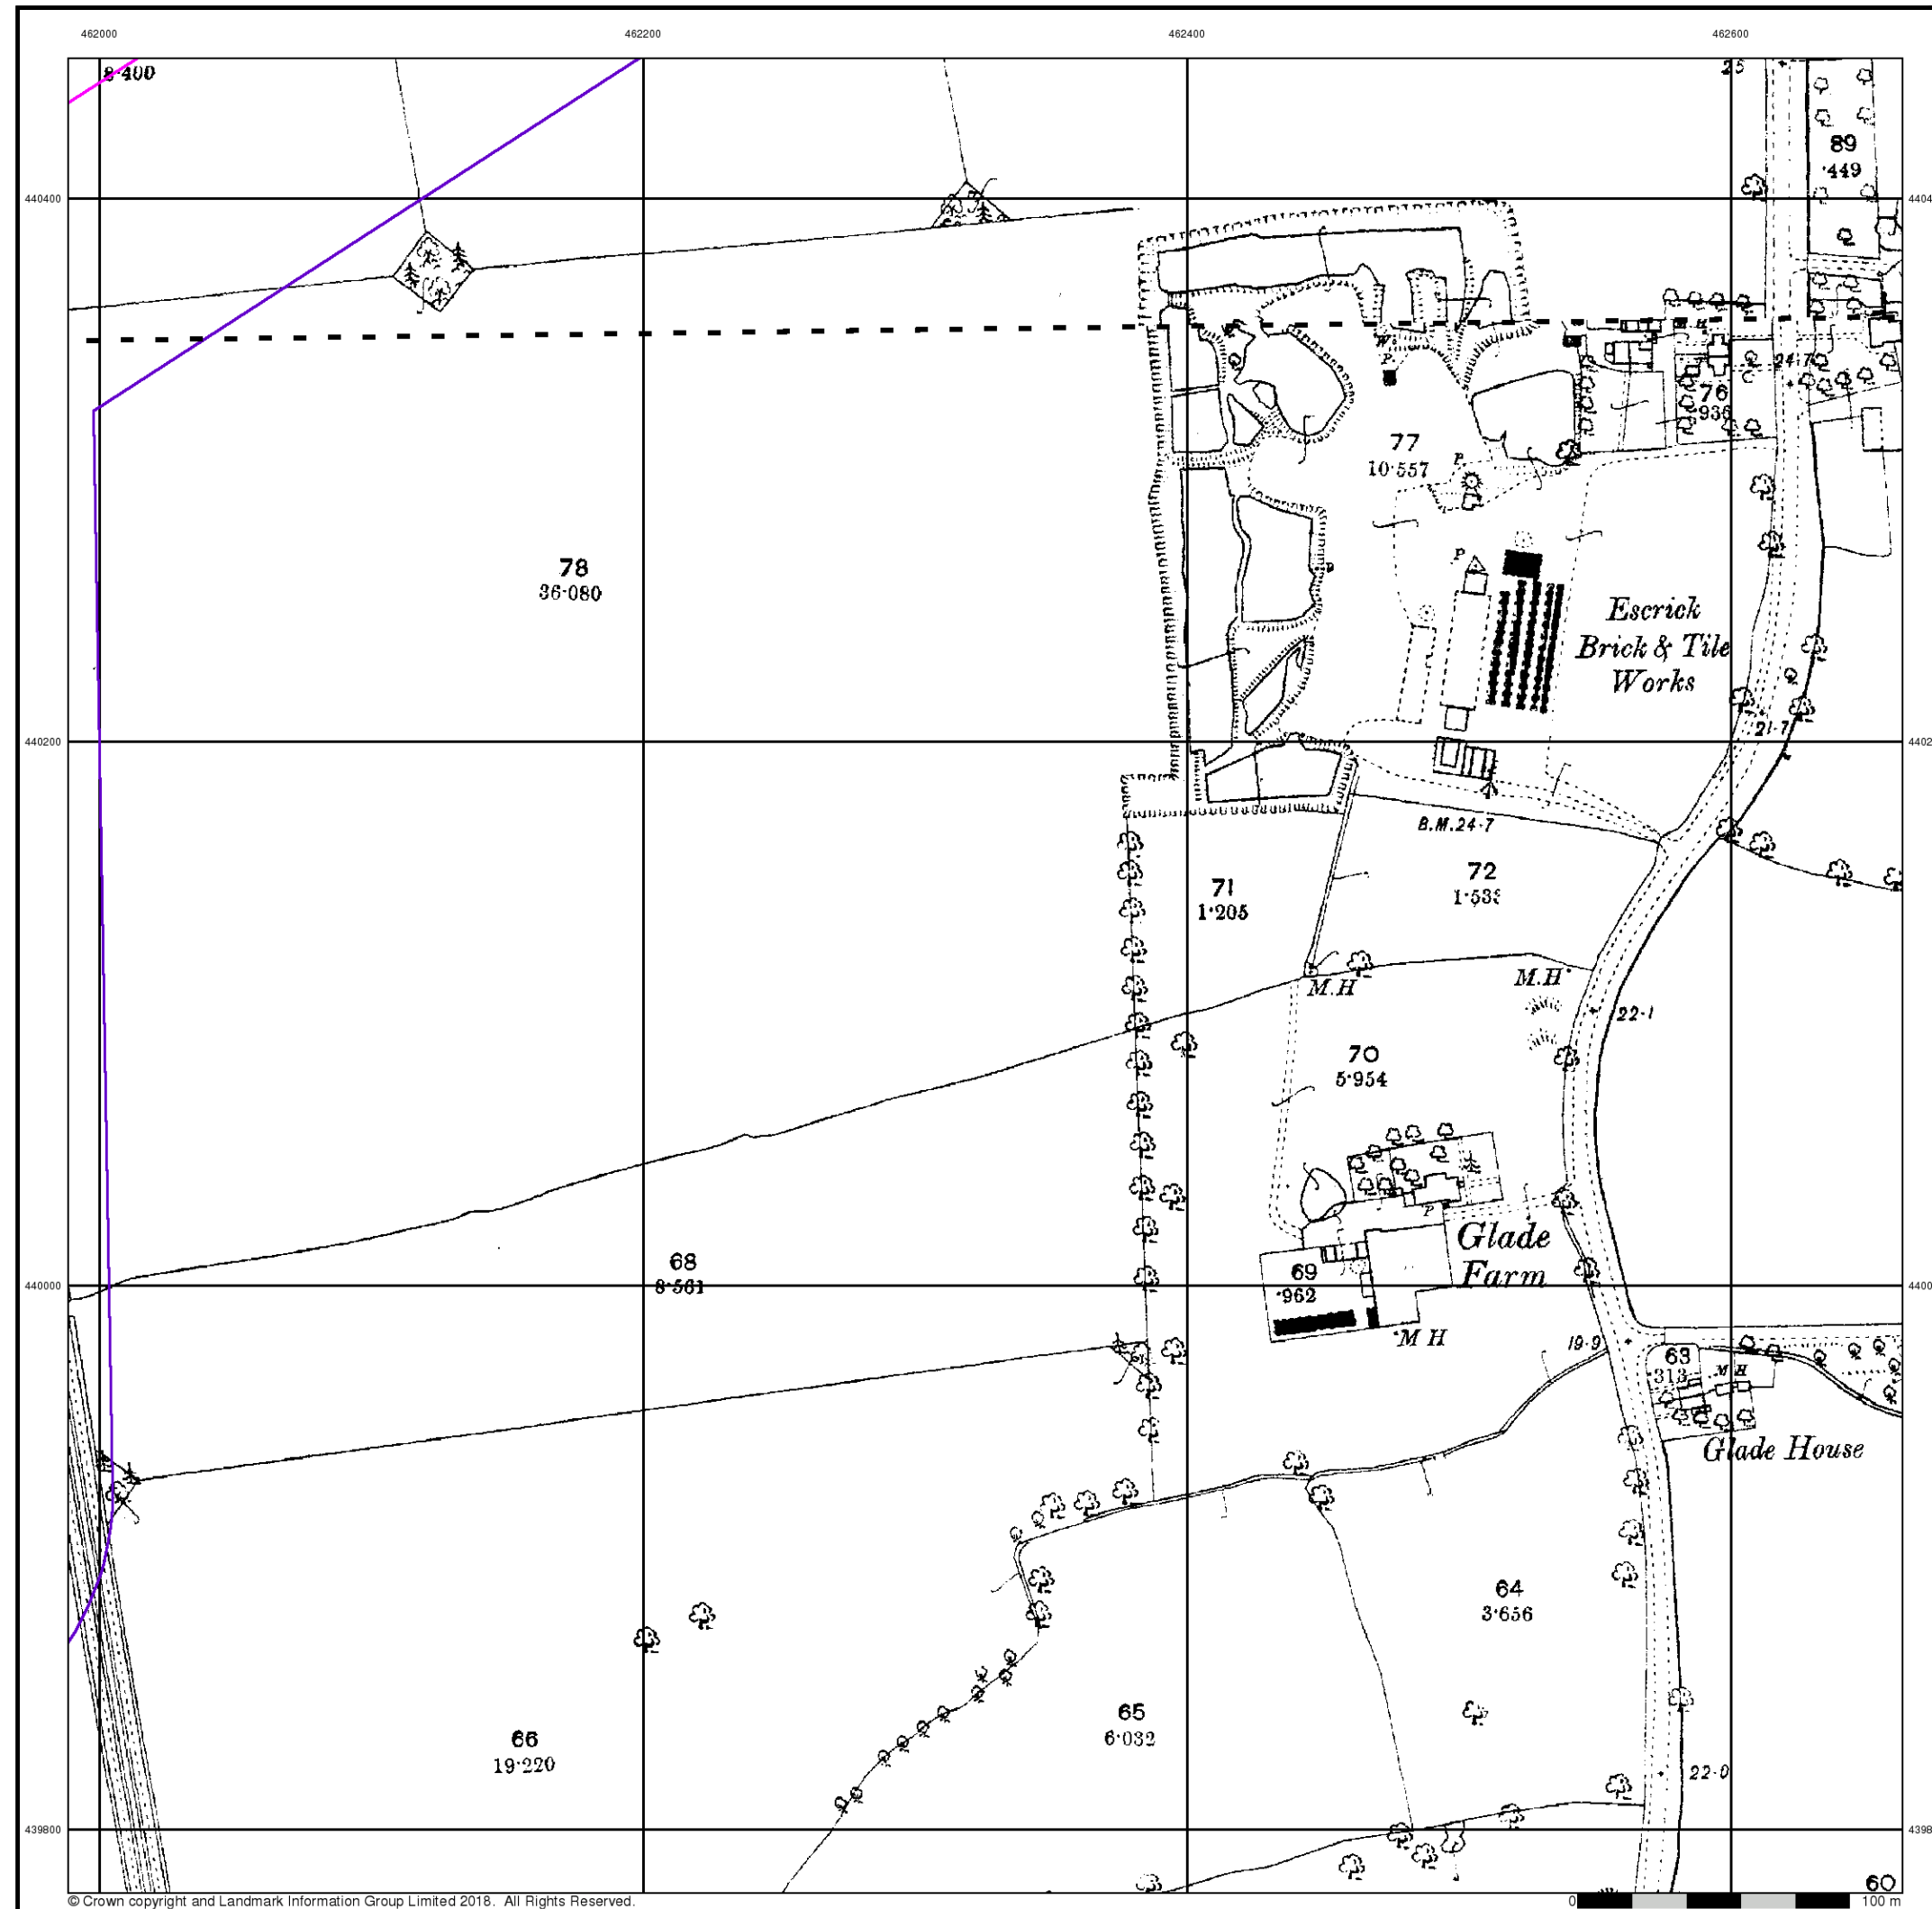 462000 462200 462400 462600
8·400
25
89
·449
440400
W
P
M.H
24·7
76
·936
77
10·557
P
78
36·080
P
Escrick
Brick & Tile
Works
21·7
440200
B.M.24·7
71
1·205
72
M.H
M.H
22·1
70
5·954
P
Glade
Farm
68
8·561
69
·962
440000
M H
19·9
63
·313
M H
Glade House
64
3·656
65
6·032
66
19·220
22·0
439800
60
© Crown copyright and Landmark Information Group Limited 2018. All Rights Reserved.
0 100 m